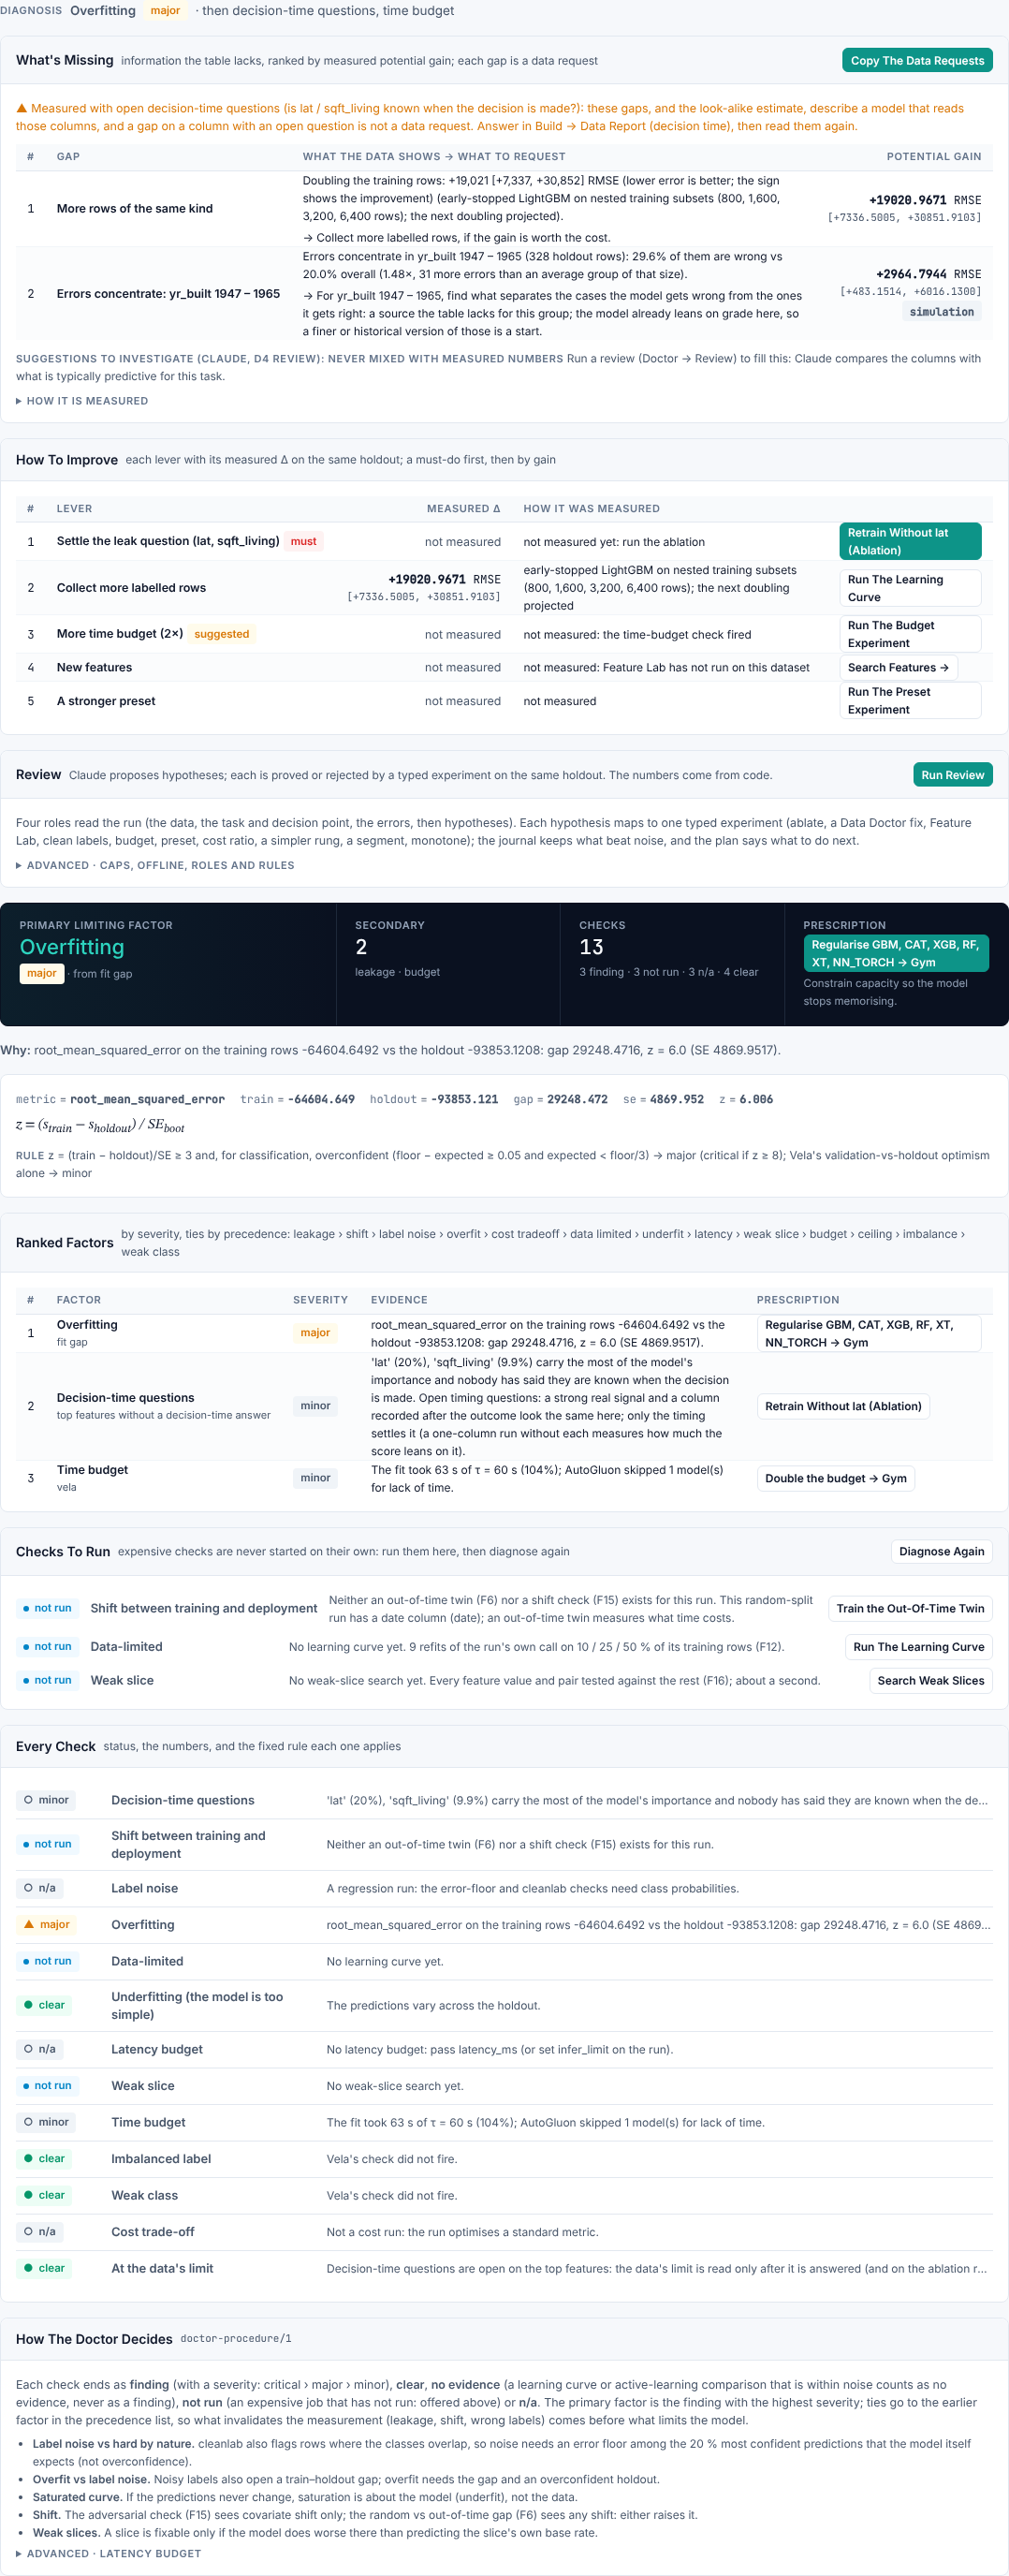 DIAGNOSIS Overfitting major · then decision-time questions, time budget
What's Missing information the table lacks, ranked by measured potential gain; each gap is a data request Copy The Data Requests
▲ Measured with open decision-time questions (is lat / sqft_living known when the decision is made?): these gaps, and the look-alike estimate, describe a model that reads
those columns, and a gap on a column with an open question is not a data request. Answer in Build → Data Report (decision time), then read them again.
# GAP WHAT THE DATA SHOWS → WHAT TO REQUEST POTENTIAL GAIN
1 More rows of the same kind
Doubling the training rows: +19,021 [+7,337, +30,852] RMSE (lower error is better; the sign
shows the improvement) (early-stopped LightGBM on nested training subsets (800, 1,600,
3,200, 6,400 rows); the next doubling projected).
→ Collect more labelled rows, if the gain is worth the cost.
+19020.9671 RMSE
[+7336.5005, +30851.9103]
2 Errors concentrate: yr_built 1947 – 1965
Errors concentrate in yr_built 1947 – 1965 (328 holdout rows): 29.6% of them are wrong vs
20.0% overall (1.48×, 31 more errors than an average group of that size).
→ For yr_built 1947 – 1965, find what separates the cases the model gets wrong from the ones
it gets right: a source the table lacks for this group; the model already leans on grade here, so
a finer or historical version of those is a start.
+2964.7944 RMSE
[+483.1514, +6016.1300]
simulation
SUGGESTIONS TO INVESTIGATE (CLAUDE, D4 REVIEW): NEVER MIXED WITH MEASURED NUMBERS Run a review (Doctor → Review) to fill this: Claude compares the columns with
what is typically predictive for this task.
▸ HOW IT IS MEASURED
How To Improve each lever with its measured Δ on the same holdout; a must-do first, then by gain
# LEVER MEASURED Δ HOW IT WAS MEASURED
1 Settle the leak question (lat, sqft_living) must not measured not measured yet: run the ablation
Retrain Without lat
(Ablation)
2 Collect more labelled rows
+19020.9671 RMSE
[+7336.5005, +30851.9103]
early-stopped LightGBM on nested training subsets
(800, 1,600, 3,200, 6,400 rows); the next doubling
projected
Run The Learning
Curve
3 More time budget (2×) suggested not measured not measured: the time-budget check fired
Run The Budget
Experiment
4 New features not measured not measured: Feature Lab has not run on this dataset Search Features →
5 A stronger preset not measured not measured
Run The Preset
Experiment
Review Claude proposes hypotheses; each is proved or rejected by a typed experiment on the same holdout. The numbers come from code. Run Review
Four roles read the run (the data, the task and decision point, the errors, then hypotheses). Each hypothesis maps to one typed experiment (ablate, a Data Doctor fix, Feature
Lab, clean labels, budget, preset, cost ratio, a simpler rung, a segment, monotone); the journal keeps what beat noise, and the plan says what to do next.
▸ ADVANCED · CAPS, OFFLINE, ROLES AND RULES
PRIMARY LIMITING FACTOR
Overfitting
major · from fit gap
SECONDARY
2
leakage · budget
CHECKS
13
3 finding · 3 not run · 3 n/a · 4 clear
PRESCRIPTION
Regularise GBM, CAT, XGB, RF,
XT, NN_TORCH → Gym
Constrain capacity so the model
stops memorising.
Why: root_mean_squared_error on the training rows -64604.6492 vs the holdout -93853.1208: gap 29248.4716, z = 6.0 (SE 4869.9517).
metric = root_mean_squared_error train = -64604.649 holdout = -93853.121 gap = 29248.472 se = 4869.952 z = 6.006
z = (s_train − s_holdout) / SE_boot
RULE z = (train − holdout)/SE ≥ 3 and, for classification, overconfident (floor − expected ≥ 0.05 and expected < floor/3) → major (critical if z ≥ 8); Vela's validation-vs-holdout optimism
alone → minor
Ranked Factors by severity, ties by precedence: leakage › shift › label noise › overfit › cost tradeoff › data limited › underfit › latency › weak slice › budget › ceiling › imbalance ›
weak class
# FACTOR SEVERITY EVIDENCE PRESCRIPTION
1 Overfitting
fit gap
major
root_mean_squared_error on the training rows -64604.6492 vs the
holdout -93853.1208: gap 29248.4716, z = 6.0 (SE 4869.9517).
Regularise GBM, CAT, XGB, RF, XT,
NN_TORCH → Gym
2 Decision-time questions
top features without a decision-time answer
minor
'lat' (20%), 'sqft_living' (9.9%) carry the most of the model's
importance and nobody has said they are known when the decision
is made. Open timing questions: a strong real signal and a column
recorded after the outcome look the same here; only the timing
settles it (a one-column run without each measures how much the
score leans on it).
Retrain Without lat (Ablation)
3 Time budget
vela
minor
The fit took 63 s of τ = 60 s (104%); AutoGluon skipped 1 model(s)
for lack of time.
Double the budget → Gym
Checks To Run expensive checks are never started on their own: run them here, then diagnose again Diagnose Again
● not run Shift between training and deployment
Neither an out-of-time twin (F6) nor a shift check (F15) exists for this run. This random-split
run has a date column (date); an out-of-time twin measures what time costs.
Train the Out-Of-Time Twin
● not run Data-limited No learning curve yet. 9 refits of the run's own call on 10 / 25 / 50 % of its training rows (F12). Run The Learning Curve
● not run Weak slice No weak-slice search yet. Every feature value and pair tested against the rest (F16); about a second. Search Weak Slices
Every Check status, the numbers, and the fixed rule each one applies
○ minor Decision-time questions 'lat' (20%), 'sqft_living' (9.9%) carry the most of the model's importance and nobody has said they are known when the de...
● not run Shift between training and
deployment
Neither an out-of-time twin (F6) nor a shift check (F15) exists for this run.
○ n/a Label noise A regression run: the error-floor and cleanlab checks need class probabilities.
▲ major Overfitting root_mean_squared_error on the training rows -64604.6492 vs the holdout -93853.1208: gap 29248.4716, z = 6.0 (SE 4869...
● not run Data-limited No learning curve yet.
● clear Underfitting (the model is too
simple)
The predictions vary across the holdout.
○ n/a Latency budget No latency budget: pass latency_ms (or set infer_limit on the run).
● not run Weak slice No weak-slice search yet.
○ minor Time budget The fit took 63 s of τ = 60 s (104%); AutoGluon skipped 1 model(s) for lack of time.
● clear Imbalanced label Vela's check did not fire.
● clear Weak class Vela's check did not fire.
○ n/a Cost trade-off Not a cost run: the run optimises a standard metric.
● clear At the data's limit Decision-time questions are open on the top features: the data's limit is read only after it is answered (and on the ablation r...
How The Doctor Decides doctor-procedure/1
Each check ends as finding (with a severity: critical › major › minor), clear, no evidence (a learning curve or active-learning comparison that is within noise counts as no
evidence, never as a finding), not run (an expensive job that has not run: offered above) or n/a. The primary factor is the finding with the highest severity; ties go to the earlier
factor in the precedence list, so what invalidates the measurement (leakage, shift, wrong labels) comes before what limits the model.
• Label noise vs hard by nature. cleanlab also flags rows where the classes overlap, so noise needs an error floor among the 20 % most confident predictions that the model itself
expects (not overconfidence).
• Overfit vs label noise. Noisy labels also open a train–holdout gap; overfit needs the gap and an overconfident holdout.
• Saturated curve. If the predictions never change, saturation is about the model (underfit), not the data.
• Shift. The adversarial check (F15) sees covariate shift only; the random vs out-of-time gap (F6) sees any shift: either raises it.
• Weak slices. A slice is fixable only if the model does worse there than predicting the slice's own base rate.
▸ ADVANCED · LATENCY BUDGET